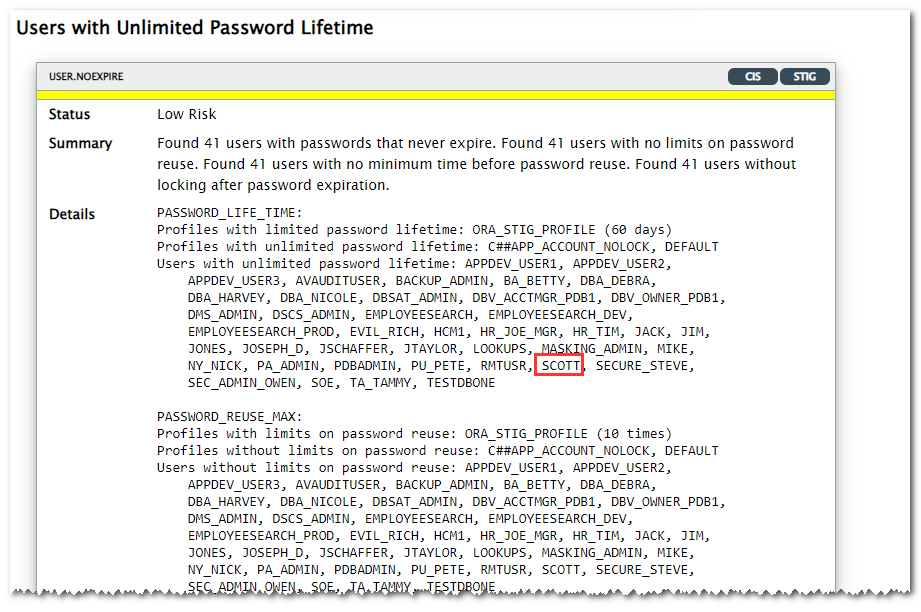 Users with Unlimited Password Lifetime
USER.NOEXPIRE CIS STIG
Status Low Risk
Summary Found 41 users with passwords that never expire. Found 41 users with no limits on password
reuse. Found 41 users with no minimum time before password reuse. Found 41 users without
locking after password expiration.
Details PASSWORD_LIFE_TIME:
Profiles with limited password lifetime: ORA_STIG_PROFILE (60 days)
Profiles with unlimited password lifetime: C##APP_ACCOUNT_NOLOCK, DEFAULT
Users with unlimited password lifetime: APPDEV_USER1, APPDEV_USER2,
APPDEV_USER3, AVAUDITUSER, BACKUP_ADMIN, BA_BETTY, DBA_DEBRA,
DBA_HARVEY, DBA_NICOLE, DBSAT_ADMIN, DBV_ACCTMGR_PDB1, DBV_OWNER_PDB1,
DMS_ADMIN, DSCS_ADMIN, EMPLOYEESEARCH, EMPLOYEESEARCH_DEV,
EMPLOYEESEARCH_PROD, EVIL_RICH, HCM1, HR_JOE_MGR, HR_TIM, JACK, JIM,
JONES, JOSEPH_D, JSCHAFFER, JTAYLOR, LOOKUPS, MASKING_ADMIN, MIKE,
NY_NICK, PA_ADMIN, PDBADMIN, PU_PETE, RMTUSR, SCOTT, SECURE_STEVE,
SEC_ADMIN_OWEN, SOE, TA_TAMMY, TESTDBONE
PASSWORD_REUSE_MAX:
Profiles with limits on password reuse: ORA_STIG_PROFILE (10 times)
Profiles without limits on password reuse: C##APP_ACCOUNT_NOLOCK, DEFAULT
Users without limits on password reuse: APPDEV_USER1, APPDEV_USER2,
APPDEV_USER3, AVAUDITUSER, BACKUP_ADMIN, BA_BETTY, DBA_DEBRA,
DBA_HARVEY, DBA_NICOLE, DBSAT_ADMIN, DBV_ACCTMGR_PDB1, DBV_OWNER_PDB1,
DMS_ADMIN, DSCS_ADMIN, EMPLOYEESEARCH, EMPLOYEESEARCH_DEV,
EMPLOYEESEARCH_PROD, EVIL_RICH, HCM1, HR_JOE_MGR, HR_TIM, JACK, JIM,
JONES, JOSEPH_D, JSCHAFFER, JTAYLOR, LOOKUPS, MASKING_ADMIN, MIKE,
NY_NICK, PA_ADMIN, PDBADMIN, PU_PETE, RMTUSR, SCOTT, SECURE_STEVE,
SEC_ADMIN_OWEN, SOE, TA_TAMMY, TESTDBONE